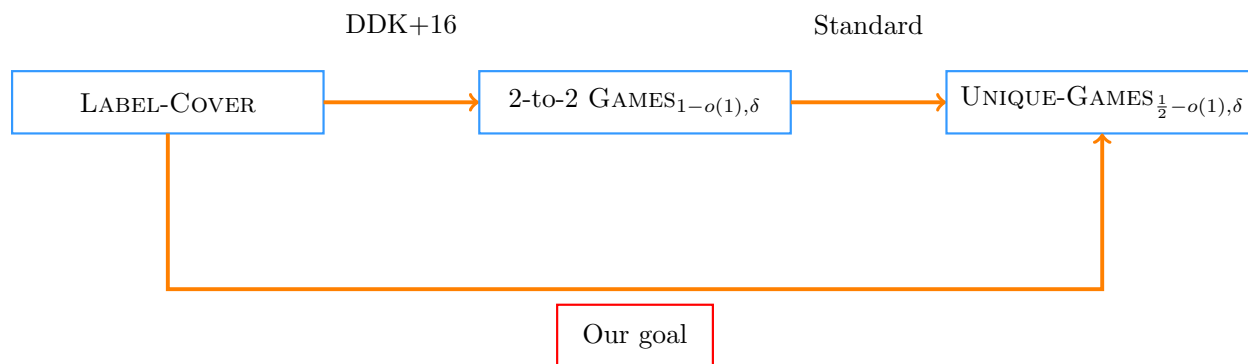 DDK+16 Standard
LABEL-COVER 2-to-2 GAMES₁₋ₒ₍₁₎,δ UNIQUE-GAMES½₋ₒ₍₁₎,δ
Our goal